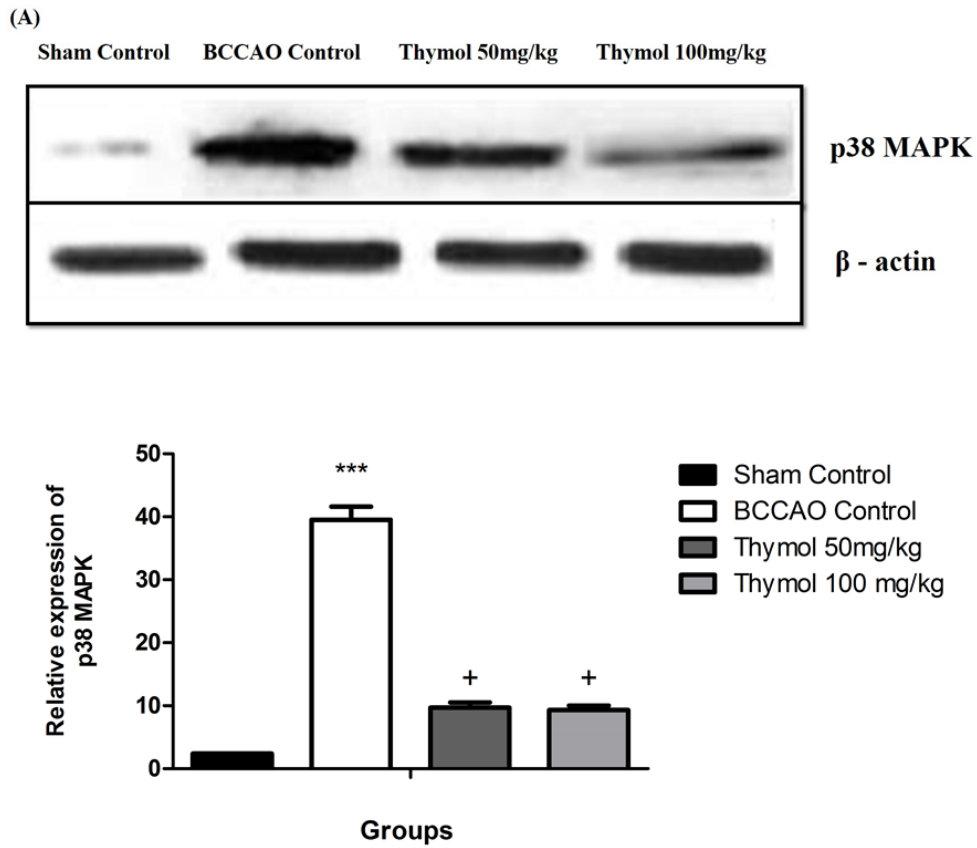 (A)
Sham Control BCCAO Control Thymol 50mg/kg Thymol 100mg/kg
p38 MAPK
β - actin
Relative expression of
p38 MAPK
50
40
30
20
10
0
***
+
+
Groups
Sham Control
BCCAO Control
Thymol 50mg/kg
Thymol 100 mg/kg